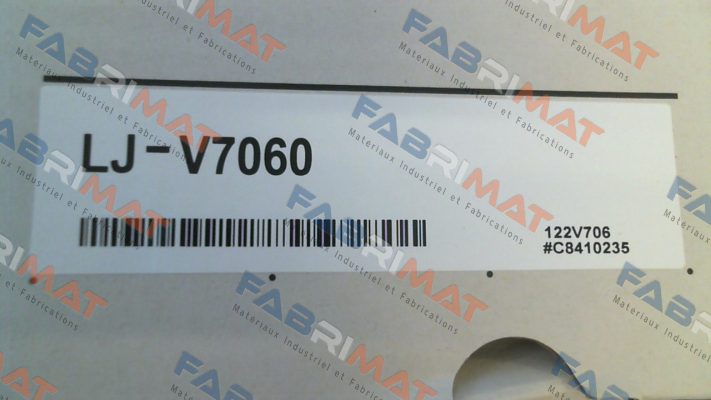 LJ-V7060
122V706
#C8410235
FABRIMAT
Materiaux Industriel et Fabrications